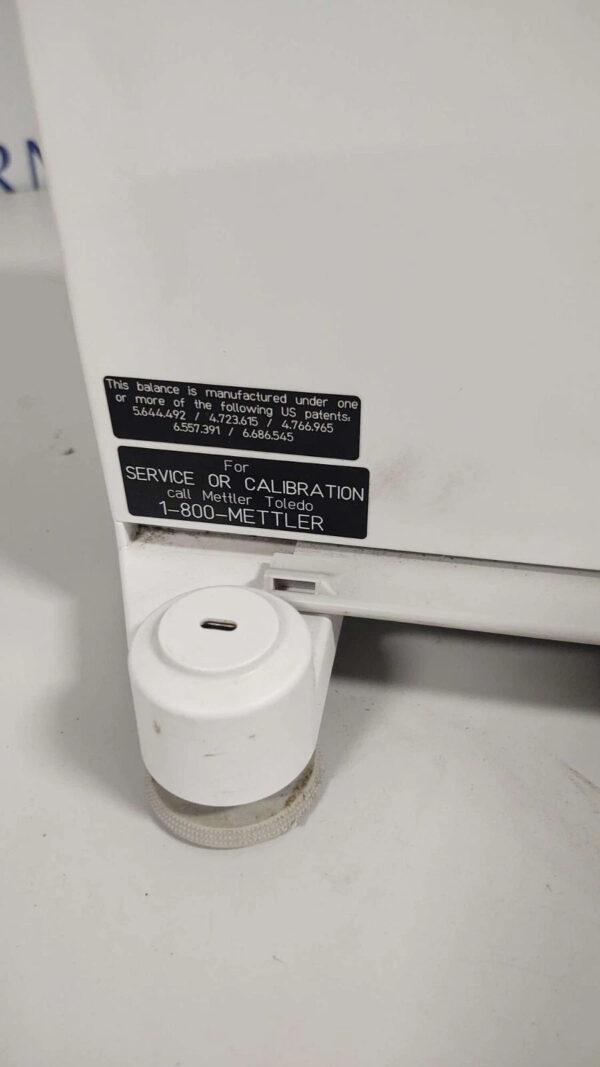 RN
This balance is manufactured under one
or more of the following US patents:
5.644.492 / 4.723.615 / 4.766.965
6.557.391 / 6.686.545
For
SERVICE OR CALIBRATION
call Mettler Toledo
1-800-METTLER